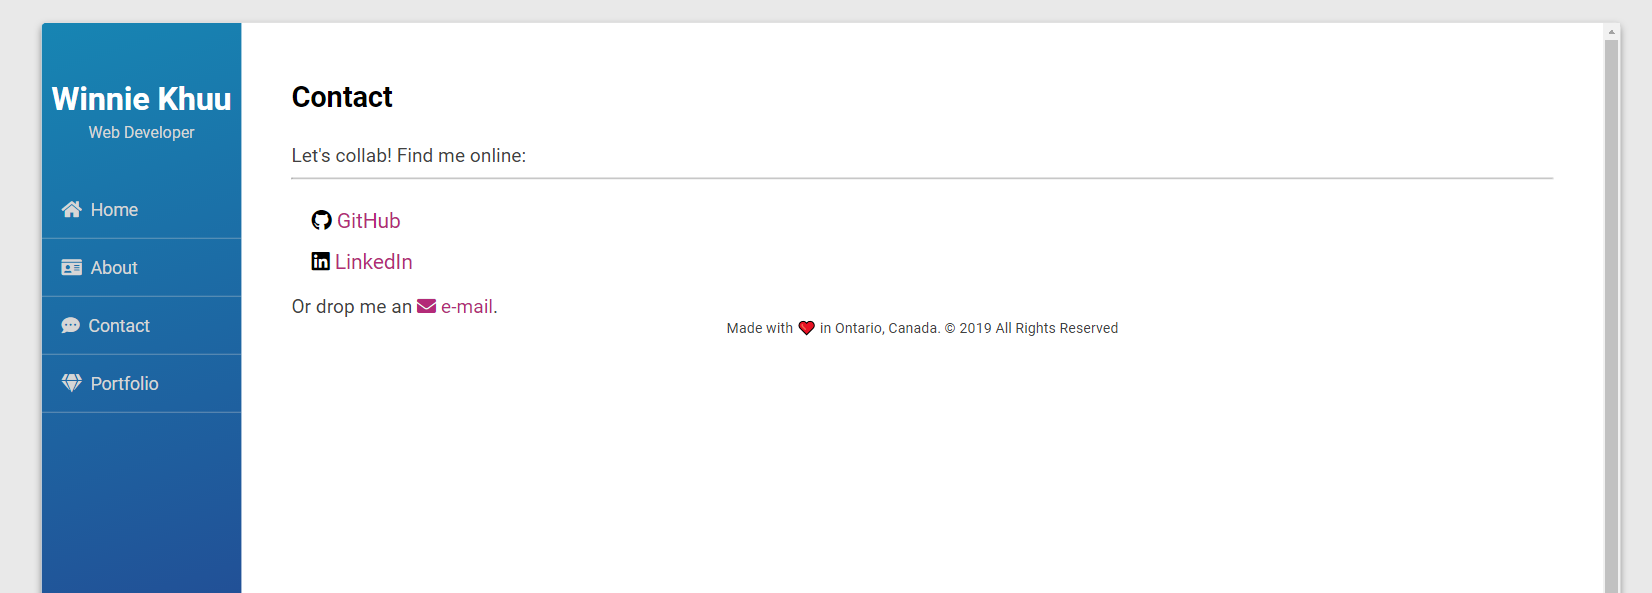 Winnie Khuu
Web Developer
Home
About
Contact
Portfolio
Contact
Let's collab! Find me online:
GitHub
LinkedIn
Or drop me an e-mail.
Made with ❤ in Ontario, Canada. © 2019 All Rights Reserved